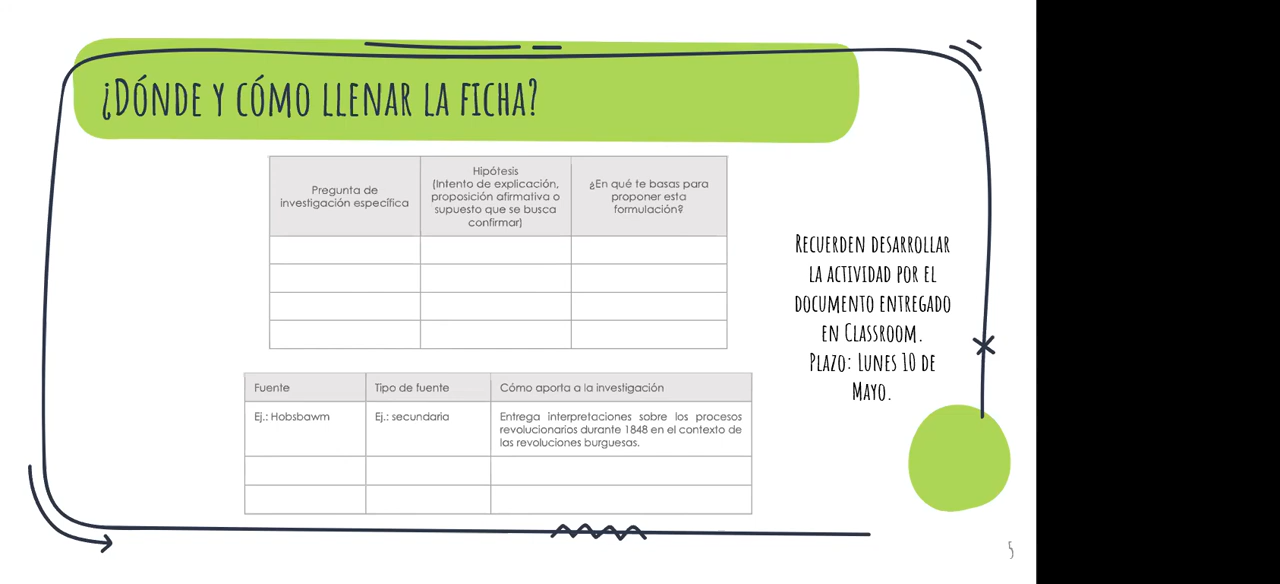 ¿Dónde y cómo llenar la ficha?
Pregunta de
investigación específica
Hipótesis
(Intento de explicación,
proposición afirmativa o
supuesto que se busca
confirmar)
¿En qué te basas para
proponer esta
formulación?
Recuerden desarrollar
la actividad por el
documento entregado
en Classroom.
Plazo: Lunes 10 de
Mayo.
Fuente
Tipo de fuente
Cómo aporta a la investigación
Ej.: Hobsbawm
Ej.: secundaria
Entrega interpretaciones sobre los procesos
revolucionarios durante 1848 en el contexto de
las revoluciones burguesas.
5